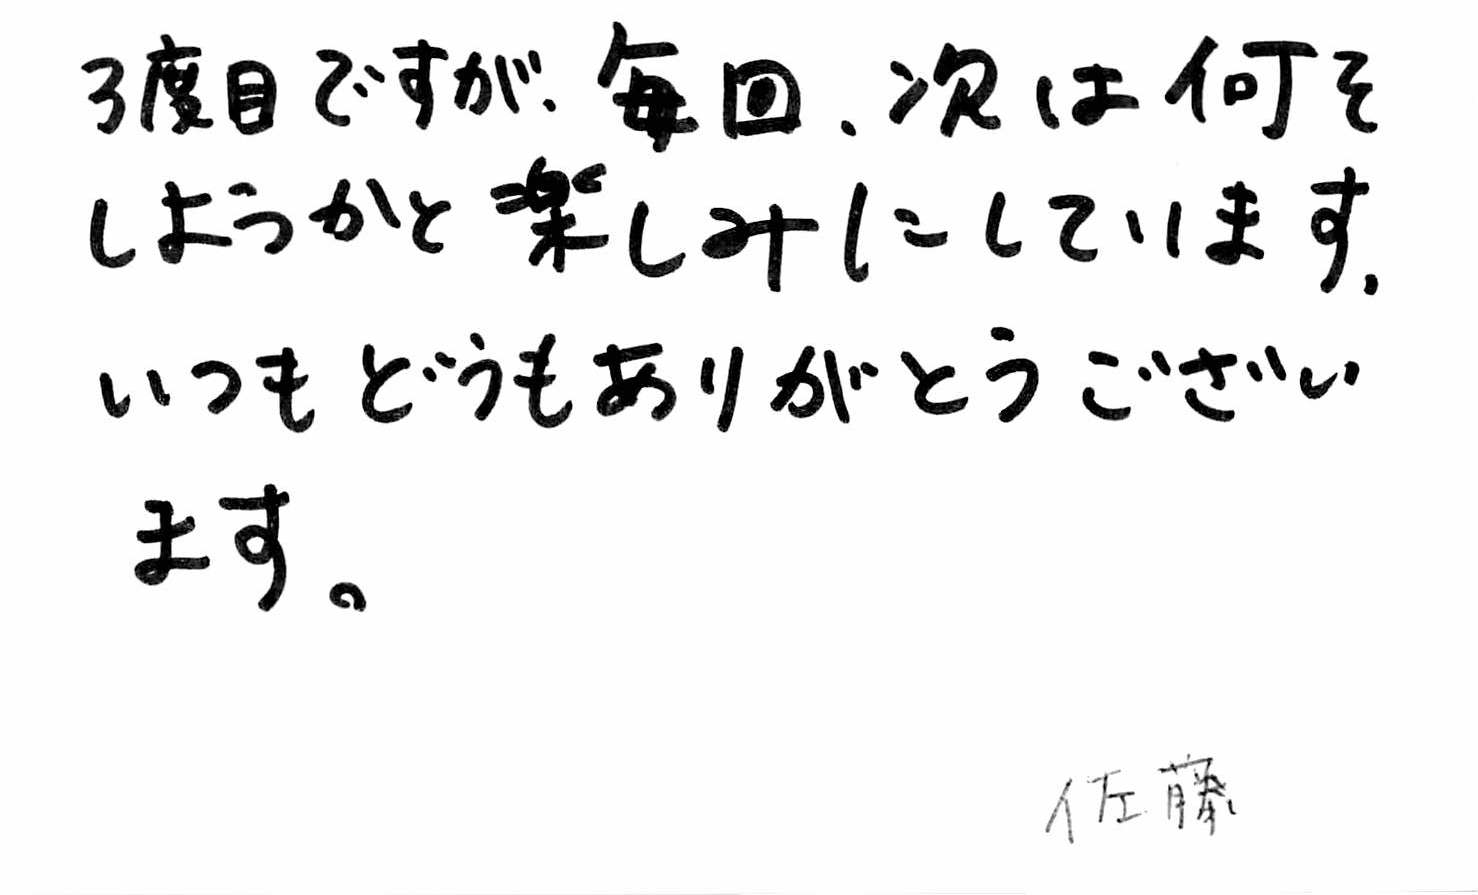 3度目ですが、毎回、次は何そ
しようかと楽しみにしています、
いつもどうもありがとうござい
ます。
佐藤